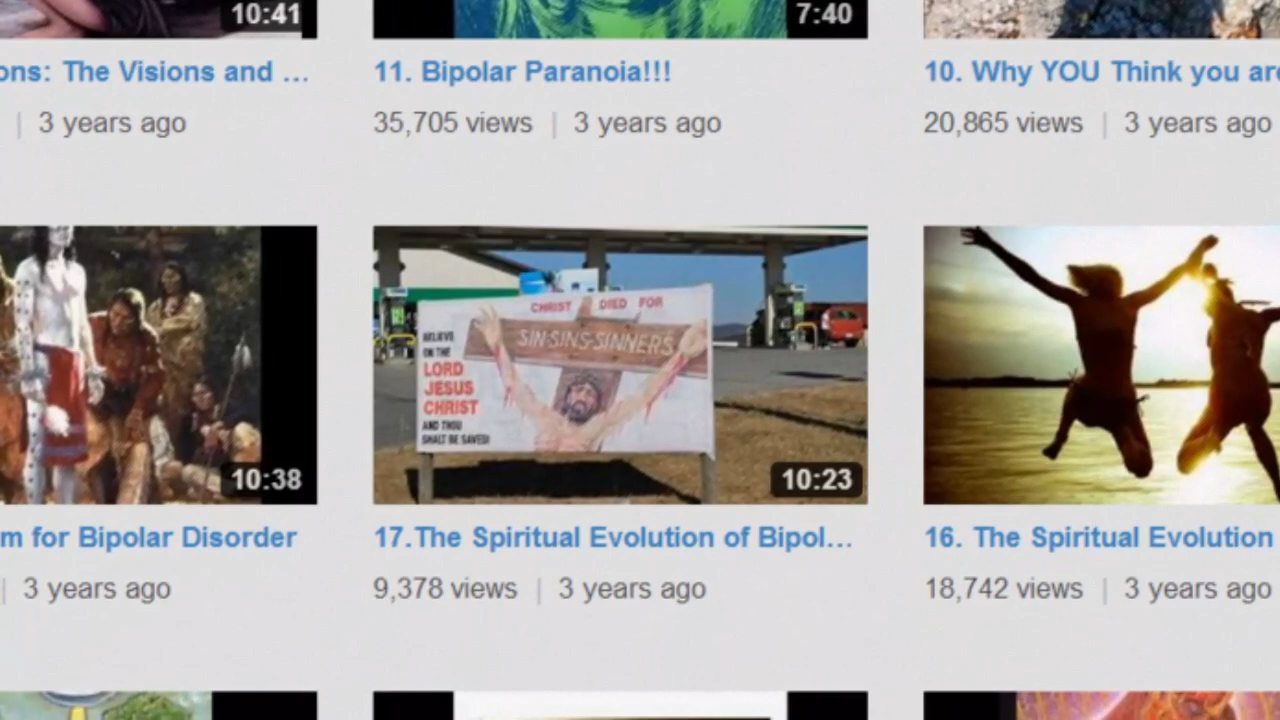 10:41
7:40
ons: The Visions and ...
11. Bipolar Paranoia!!!
10. Why YOU Think you are
| 3 years ago
35,705 views | 3 years ago
20,865 views | 3 years ago
CHRIST DIED FOR
SIN-SINS-SINNERS
BELIEVE
ON THE
LORD
JESUS
CHRIST
AND THOU
SHALT BE SAVED!
10:38
10:23
m for Bipolar Disorder
17.The Spiritual Evolution of Bipol...
16. The Spiritual Evolution
| 3 years ago
9,378 views | 3 years ago
18,742 views | 3 years ago